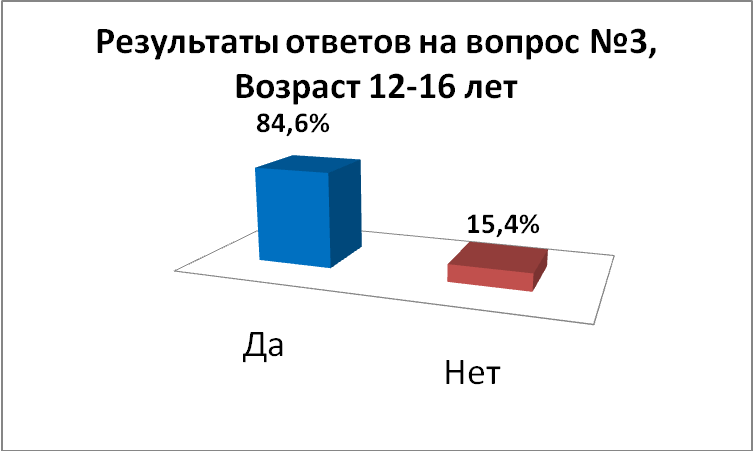 Результаты ответов на вопрос №3,
Возраст 12-16 лет
84,6%
15,4%
Да
Нет